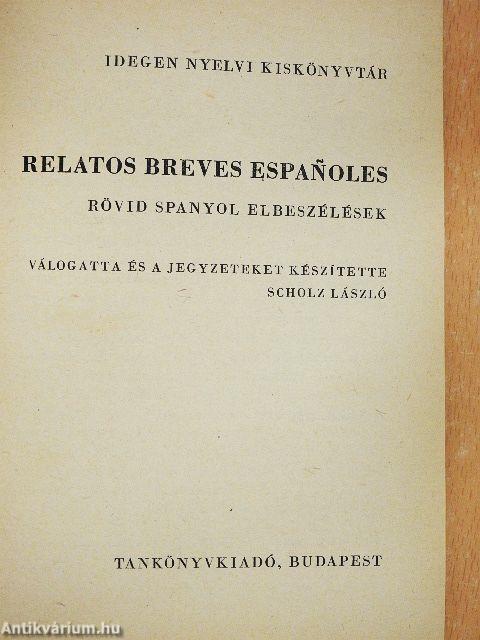 IDEGEN NYELVI KISKÖNYVTÁR
RELATOS BREVES ESPAÑOLES
RÖVID SPANYOL ELBESZÉLÉSEK
VÁLOGATTA ÉS A JEGYZETEKET KÉSZÍTETTE
SCHOLZ LÁSZLÓ
TANKÖNYVKIADÓ, BUDAPEST
Antikvárium.hu